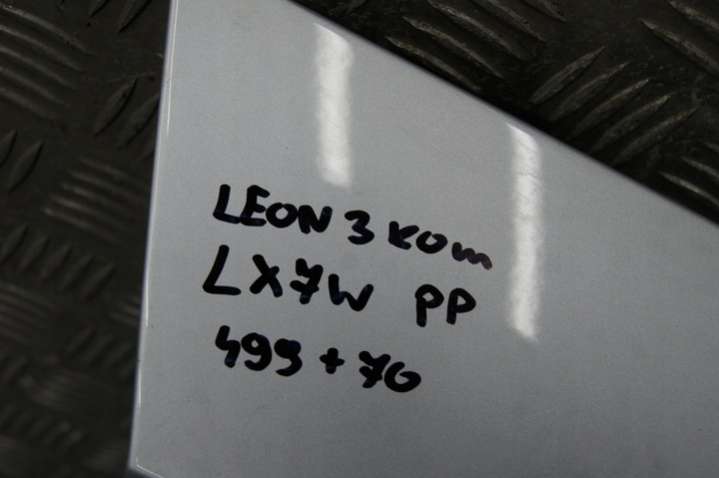 LEON 3 KOM
LX7W PP
499 + 70